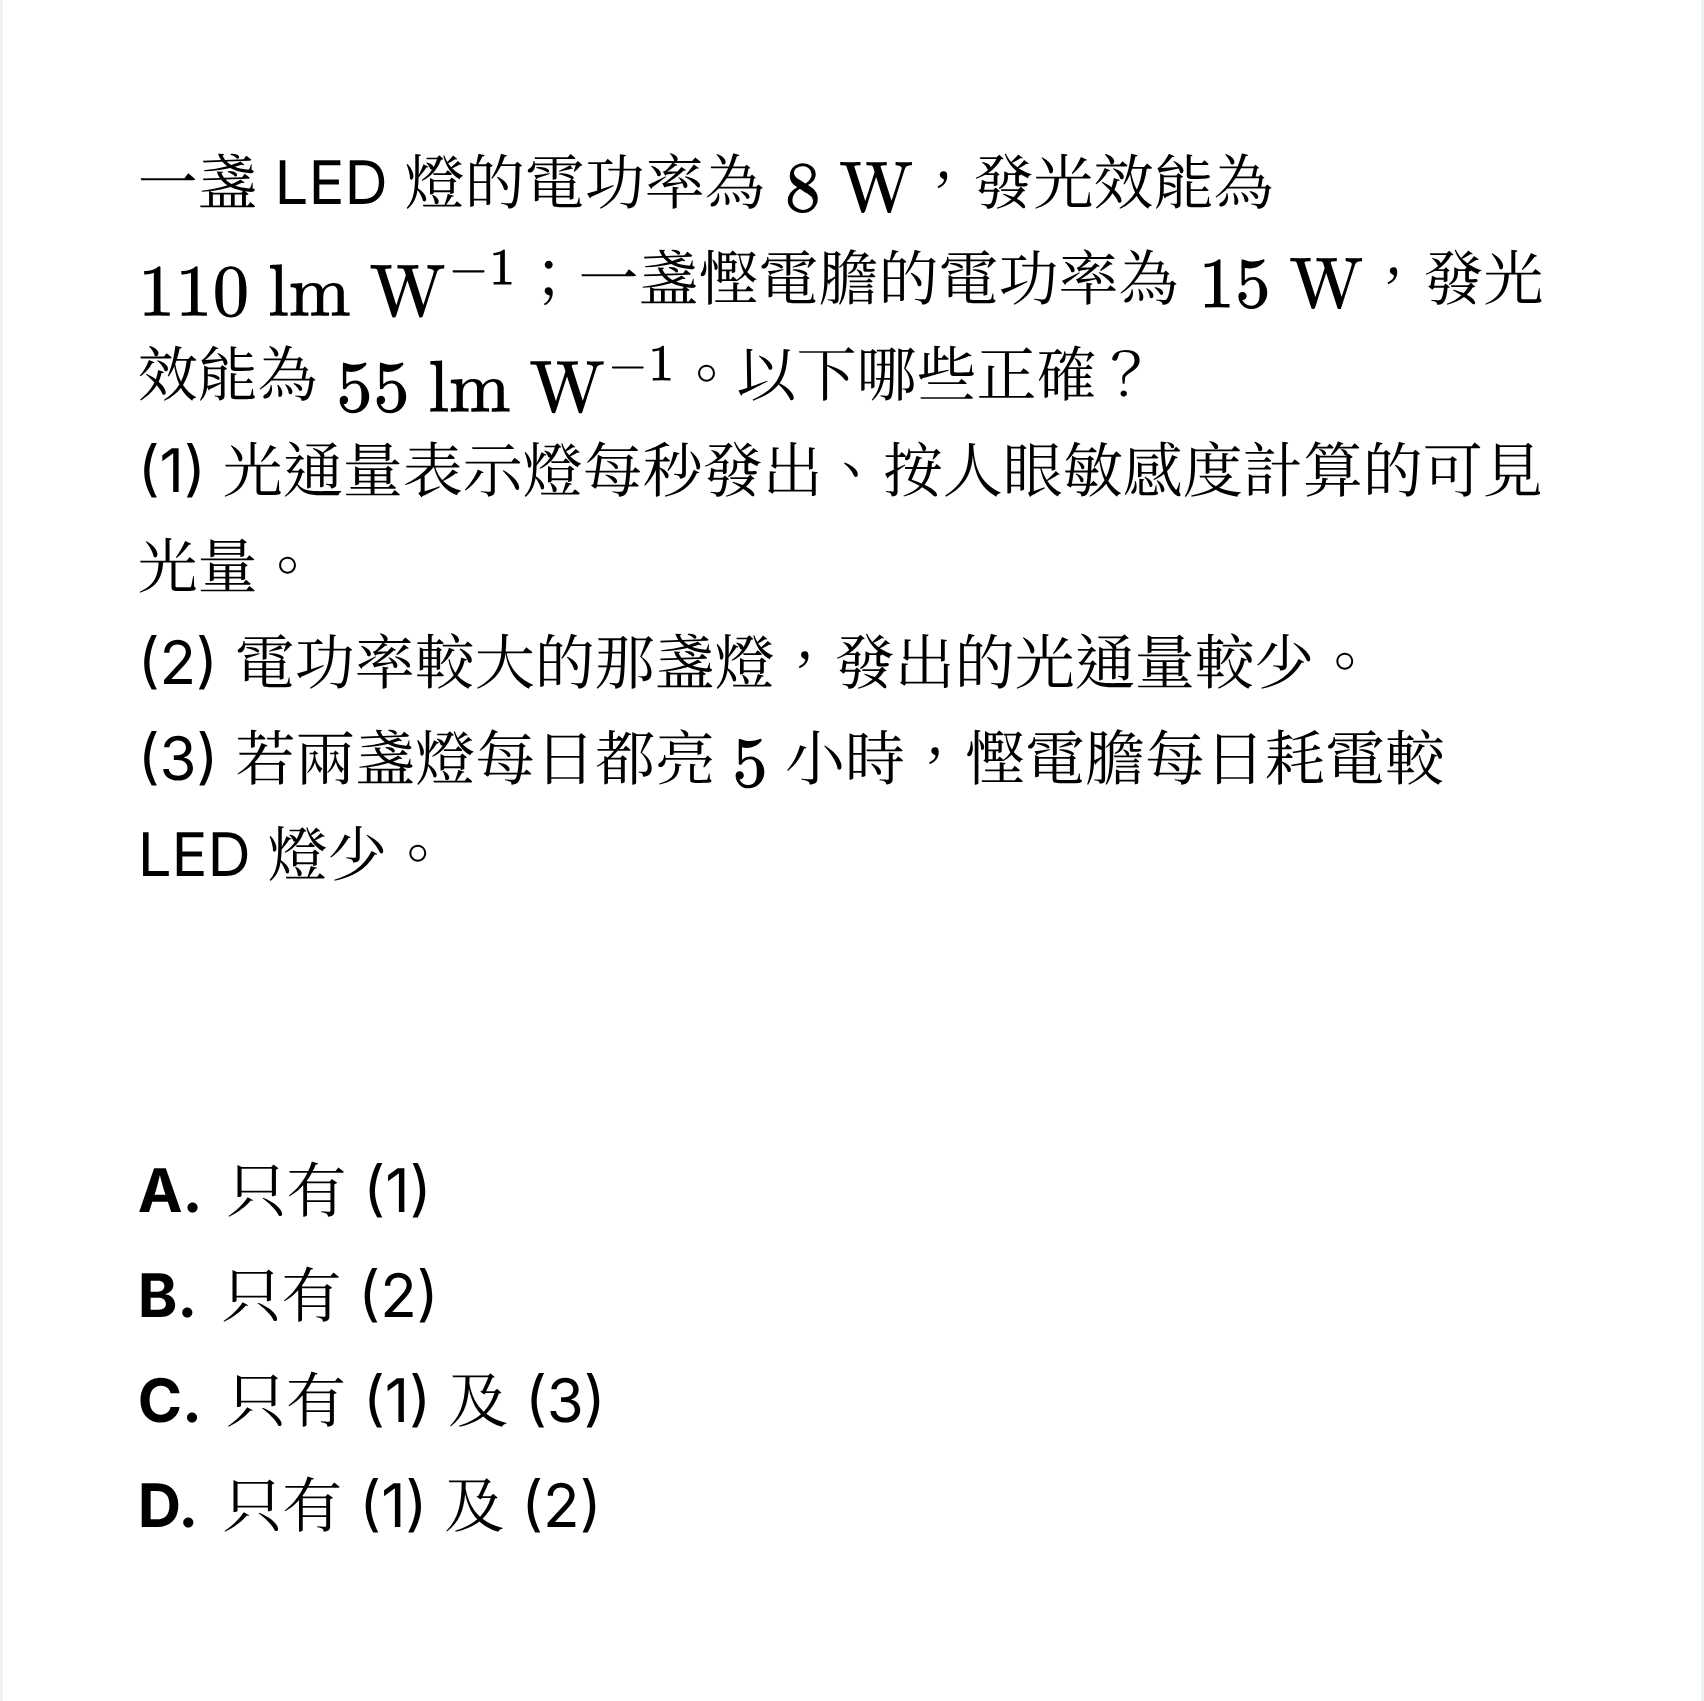 一盞 LED 燈的電功率為 8 W，發光效能為
110 lm W⁻¹；一盞慳電膽的電功率為 15 W，發光
效能為 55 lm W⁻¹。以下哪些正確？
(1) 光通量表示燈每秒發出、按人眼敏感度計算的可見
光量。
(2) 電功率較大的那盞燈，發出的光通量較少。
(3) 若兩盞燈每日都亮 5 小時，慳電膽每日耗電較
LED 燈少。
A. 只有 (1)
B. 只有 (2)
C. 只有 (1) 及 (3)
D. 只有 (1) 及 (2)